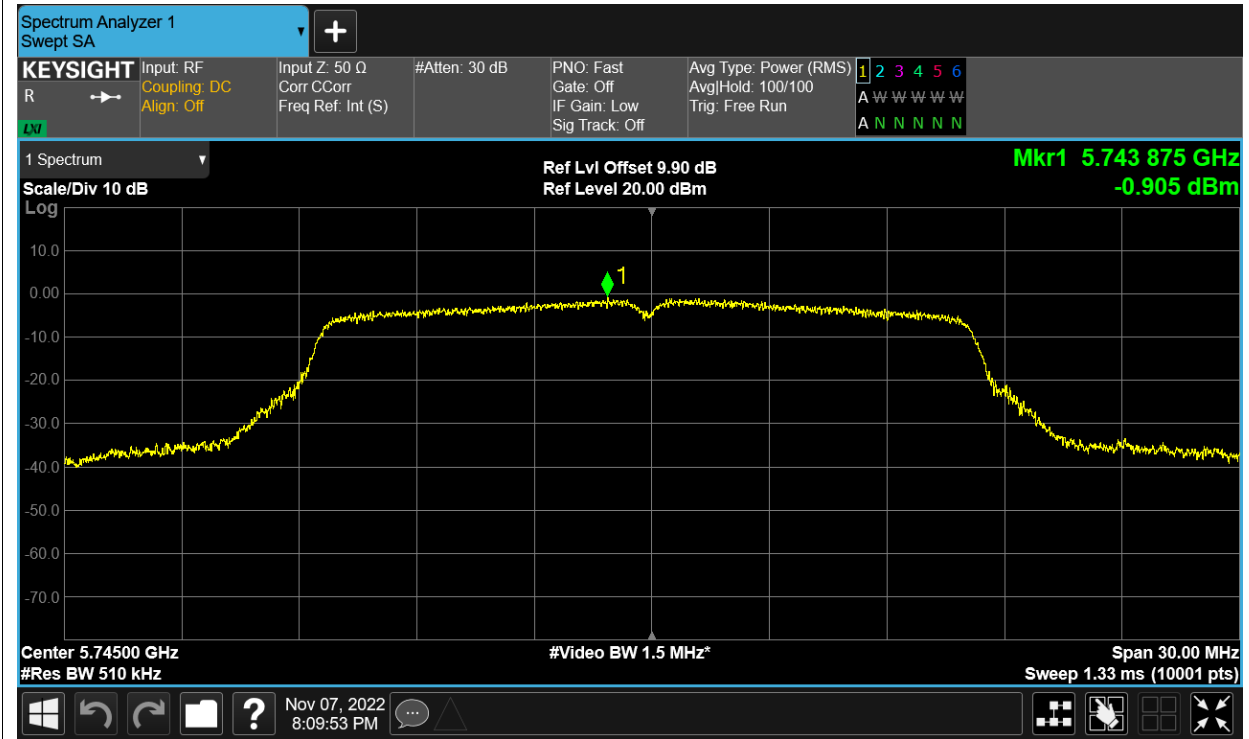 Spectrum Analyzer 1
Swept SA
KEYSIGHT
R
LXI
Input: RF
Coupling: DC
Align: Off
Input Z: 50 Ω
Corr CCorr
Freq Ref: Int (S)
#Atten: 30 dB
PNO: Fast
Gate: Off
IF Gain: Low
Sig Track: Off
Avg Type: Power (RMS)
Avg|Hold: 100/100
Trig: Free Run
1 2 3 4 5 6
A W W W W W
A N N N N N
1 Spectrum
Scale/Div 10 dB
Ref Lvl Offset 9.90 dB
Ref Level 20.00 dBm
Mkr1 5.743 875 GHz
-0.905 dBm
Log
10.0
0.00
-10.0
-20.0
-30.0
-40.0
-50.0
-60.0
-70.0
1
Center 5.74500 GHz
#Res BW 510 kHz
#Video BW 1.5 MHz*
Span 30.00 MHz
Sweep 1.33 ms (10001 pts)
?
Nov 07, 2022
8:09:53 PM